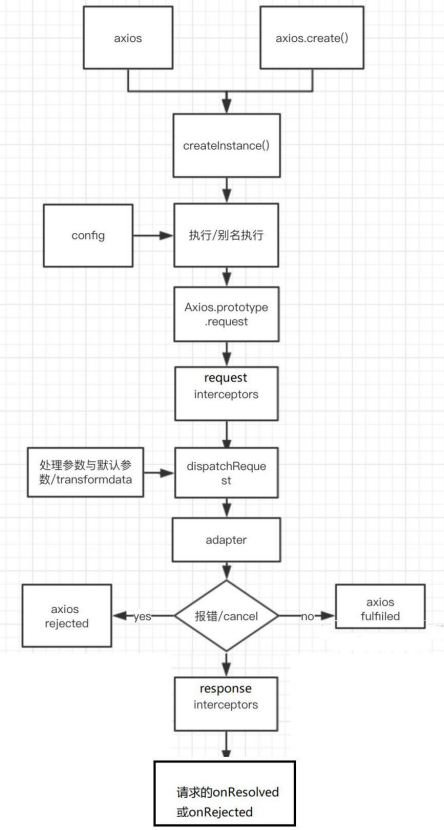 axios
axios.create()
createInstance()
config
执行/别名执行
Axios.prototype
.request
request
interceptors
处理参数与默认参
数/transformdata
dispatchReque
st
adapter
axios
rejected
yes
报错/cancel
no
axios
fulfiiled
response
interceptors
请求的onResolved
或onRejected